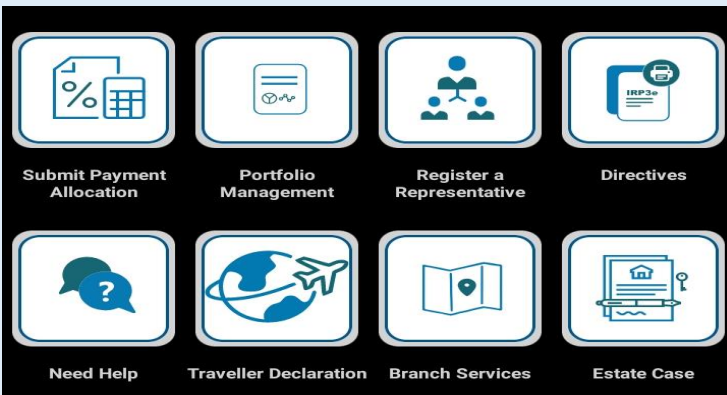 %
IRP3e
Submit Payment
Allocation
Portfolio
Management
Register a
Representative
Directives
?
Need Help
Traveller Declaration
Branch Services
Estate Case